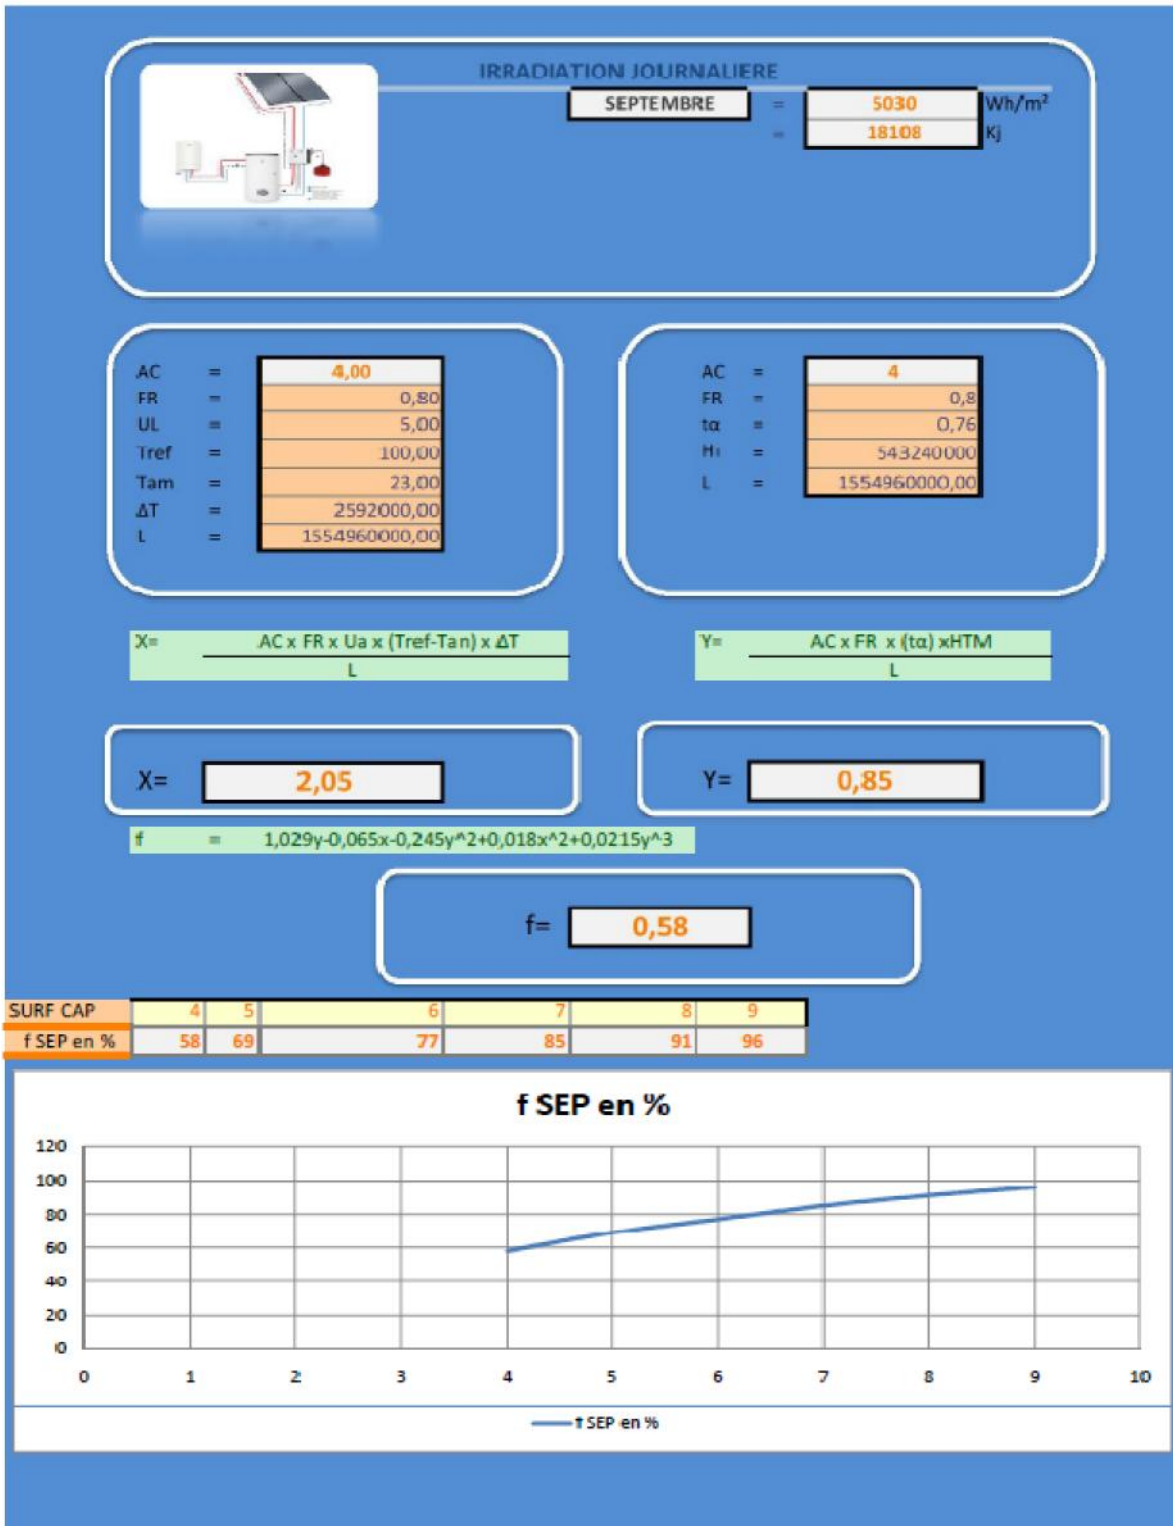 IRRADIATION JOURNALIERE
SEPTEMBRE = 5030 Wh/m²
= 18108 Kj
AC = 4,00
FR = 0,80
UL = 5,00
Tref = 100,00
Tam = 23,00
ΔT = 2592000,00
L = 1554960000,00
AC = 4
FR = 0,8
tα = 0,76
Ht = 543240000
L = 1554960000,00
X= AC x FR x Ua x (Tref-Tan) x ΔT
L
Y= AC x FR x (tα) xHTM
L
X= 2,05
Y= 0,85
f = 1,029y-0,065x-0,245y^2+0,018x^2+0,0215y^3
f= 0,58
SURF CAP 4 5 6 7 8 9
f SEP en % 58 69 77 85 91 96
f SEP en %
120
100
80
60
40
20
0
0 1 2 3 4 5 6 7 8 9 10
f SEP en %